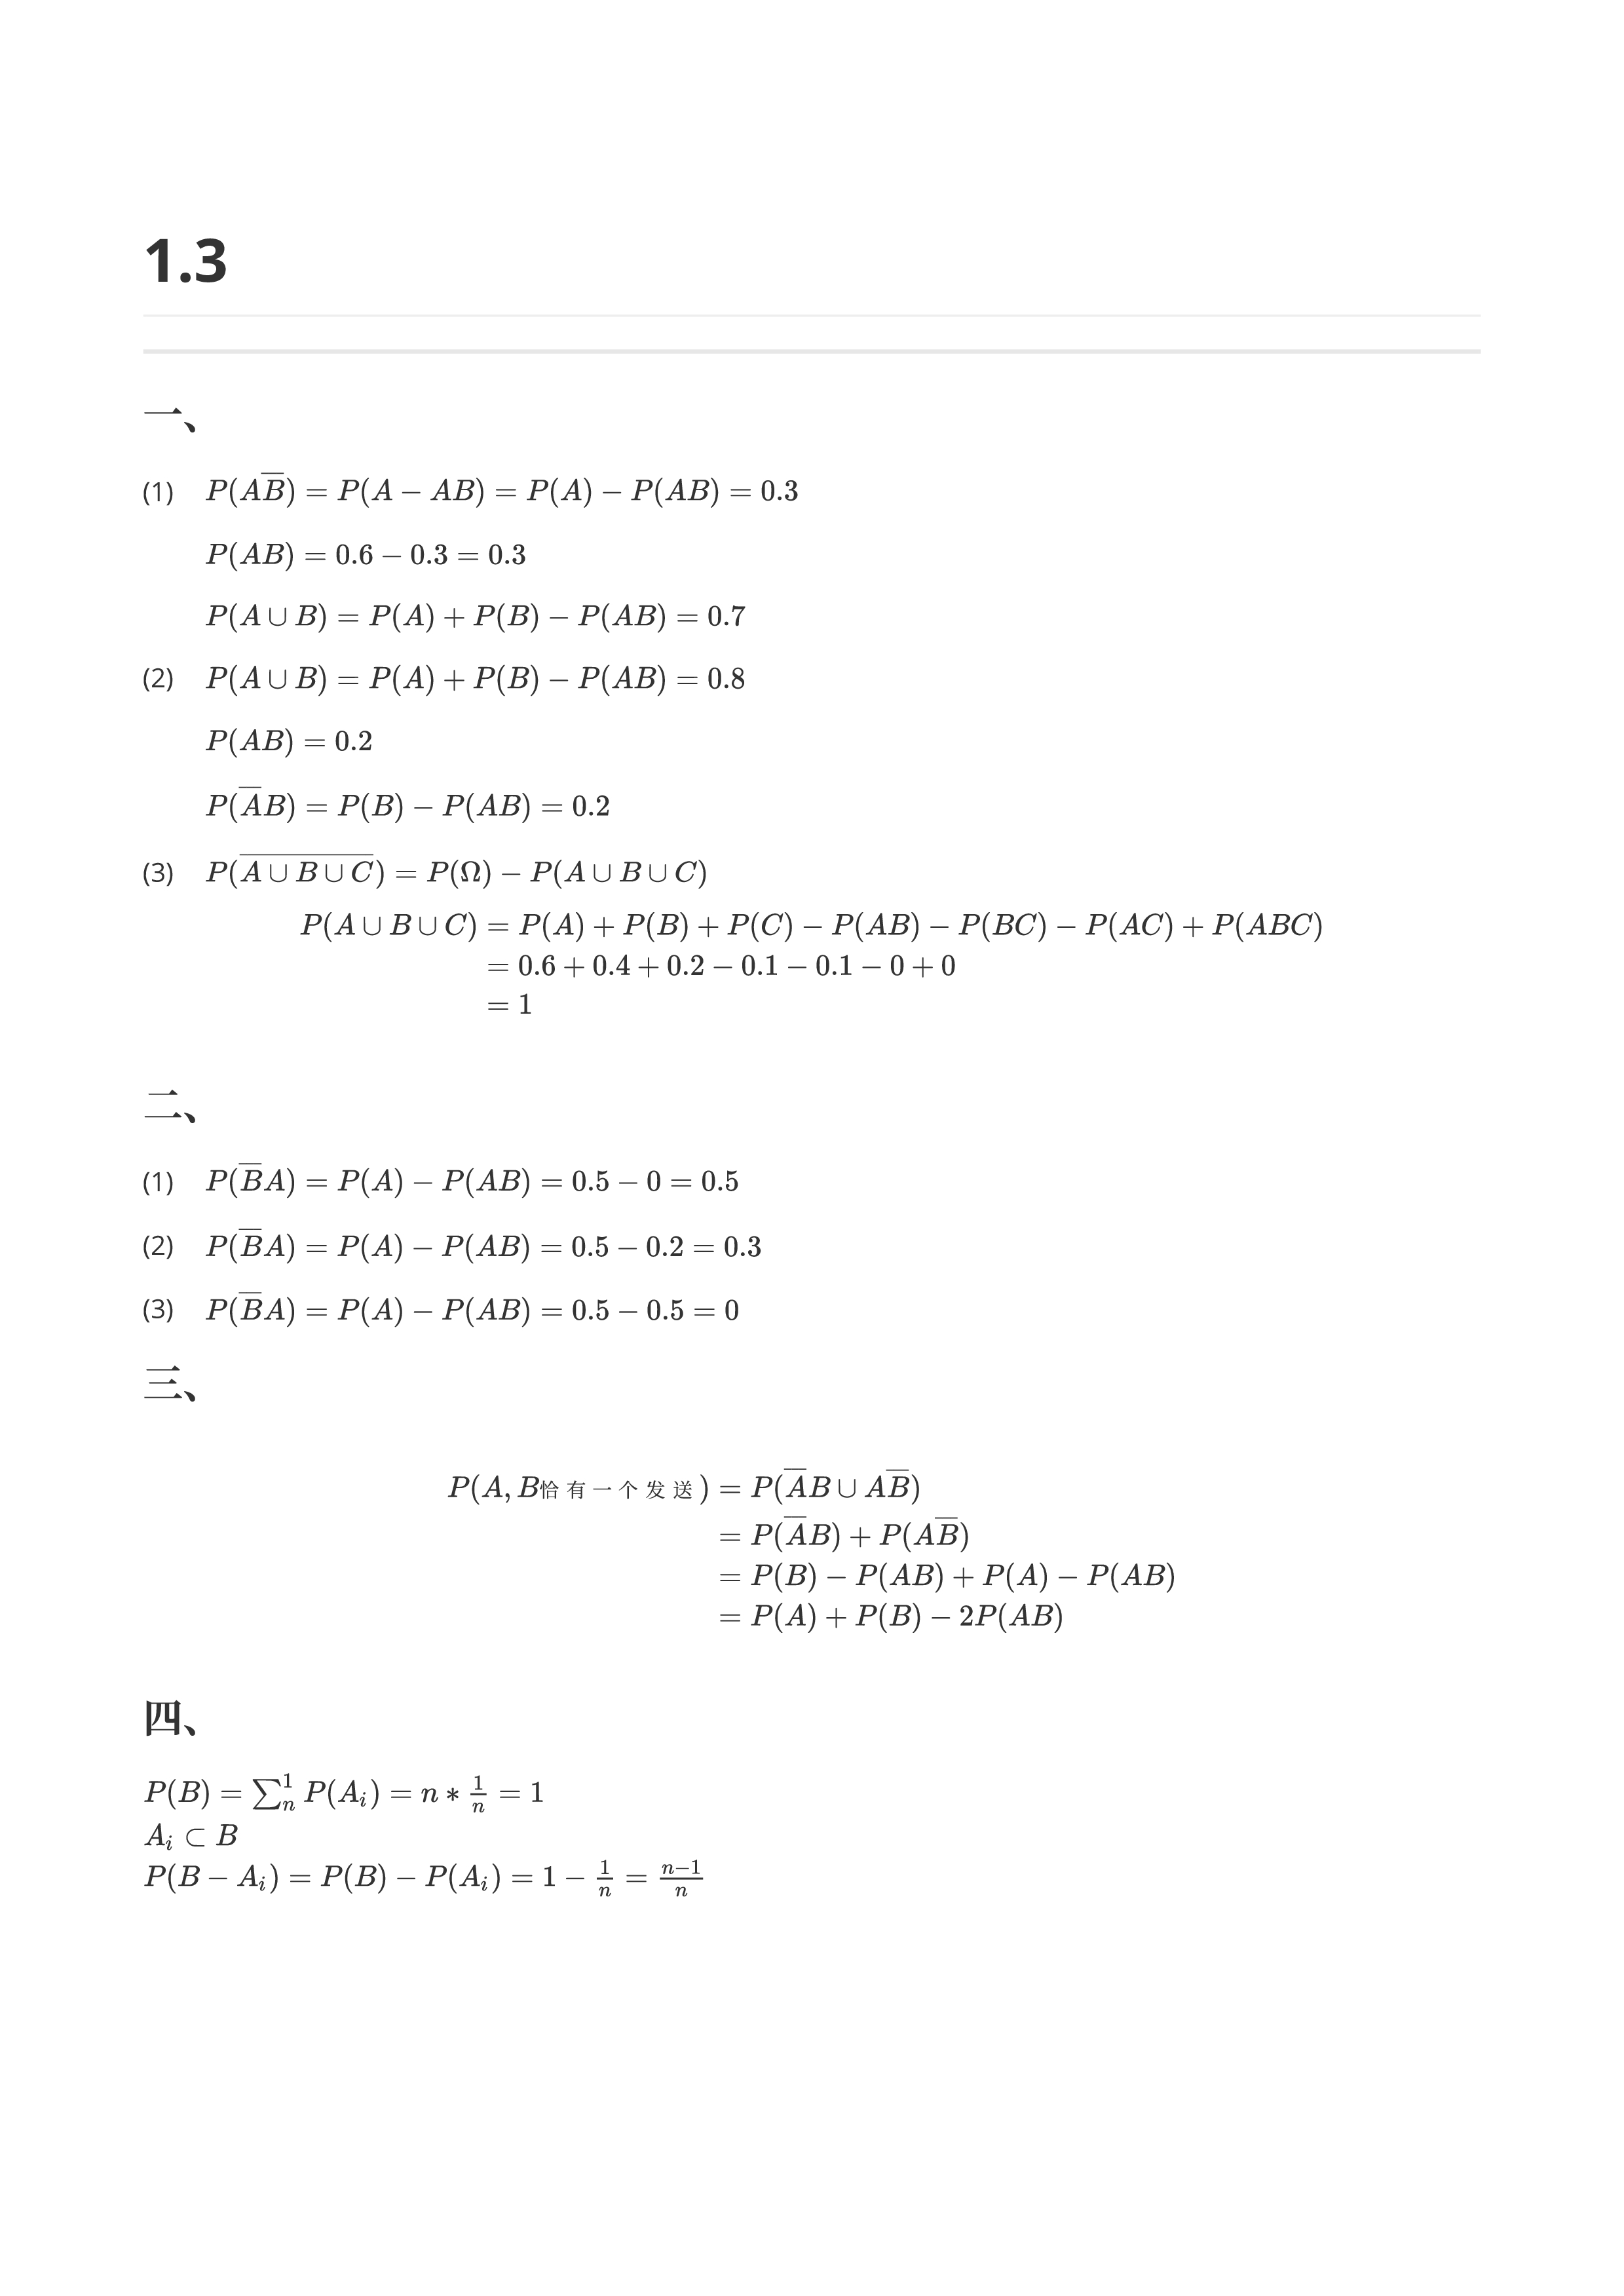 1.3
一、
(1) $P(A\overline{B}) = P(A - AB) = P(A) - P(AB) = 0.3$
$P(AB) = 0.6 - 0.3 = 0.3$
$P(A \cup B) = P(A) + P(B) - P(AB) = 0.7$
(2) $P(A \cup B) = P(A) + P(B) - P(AB) = 0.8$
$P(AB) = 0.2$
$P(\overline{A}B) = P(B) - P(AB) = 0.2$
(3) $P(\overline{A \cup B \cup C}) = P(\Omega) - P(A \cup B \cup C)$
$P(A \cup B \cup C) = P(A) + P(B) + P(C) - P(AB) - P(BC) - P(AC) + P(ABC)$
$= 0.6 + 0.4 + 0.2 - 0.1 - 0.1 - 0 + 0$
$= 1$
二、
(1) $P(\overline{B}A) = P(A) - P(AB) = 0.5 - 0 = 0.5$
(2) $P(\overline{B}A) = P(A) - P(AB) = 0.5 - 0.2 = 0.3$
(3) $P(\overline{B}A) = P(A) - P(AB) = 0.5 - 0.5 = 0$
三、
$P(A, B恰有一个发送) = P(\overline{A}B \cup A\overline{B})$
$= P(\overline{A}B) + P(A\overline{B})$
$= P(B) - P(AB) + P(A) - P(AB)$
$= P(A) + P(B) - 2P(AB)$
四、
$P(B) = \sum_{n}^{1} P(A_i) = n * \frac{1}{n} = 1$
$A_i \subset B$
$P(B - A_i) = P(B) - P(A_i) = 1 - \frac{1}{n} = \frac{n-1}{n}$